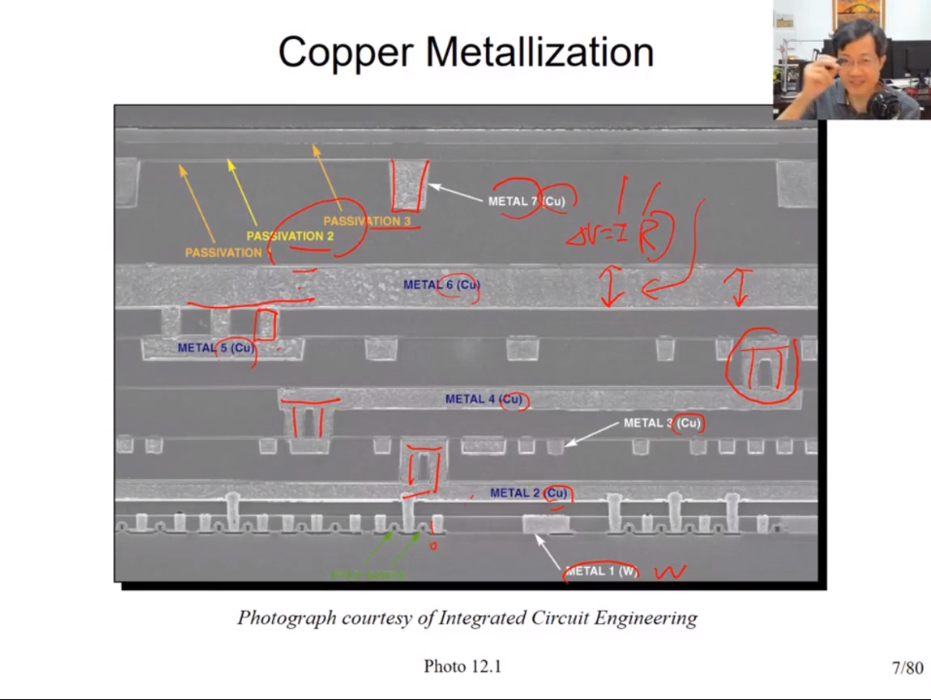 Copper Metallization
METAL 7 (Cu)
ΔV=IR
PASSIVATION 3
PASSIVATION 2
PASSIVATION
METAL 6 (Cu)
METAL 5 (Cu)
METAL 4 (Cu)
METAL 3 (Cu)
METAL 2 (Cu)
METAL 1 (W) W
Photograph courtesy of Integrated Circuit Engineering
Photo 12.1
7/80